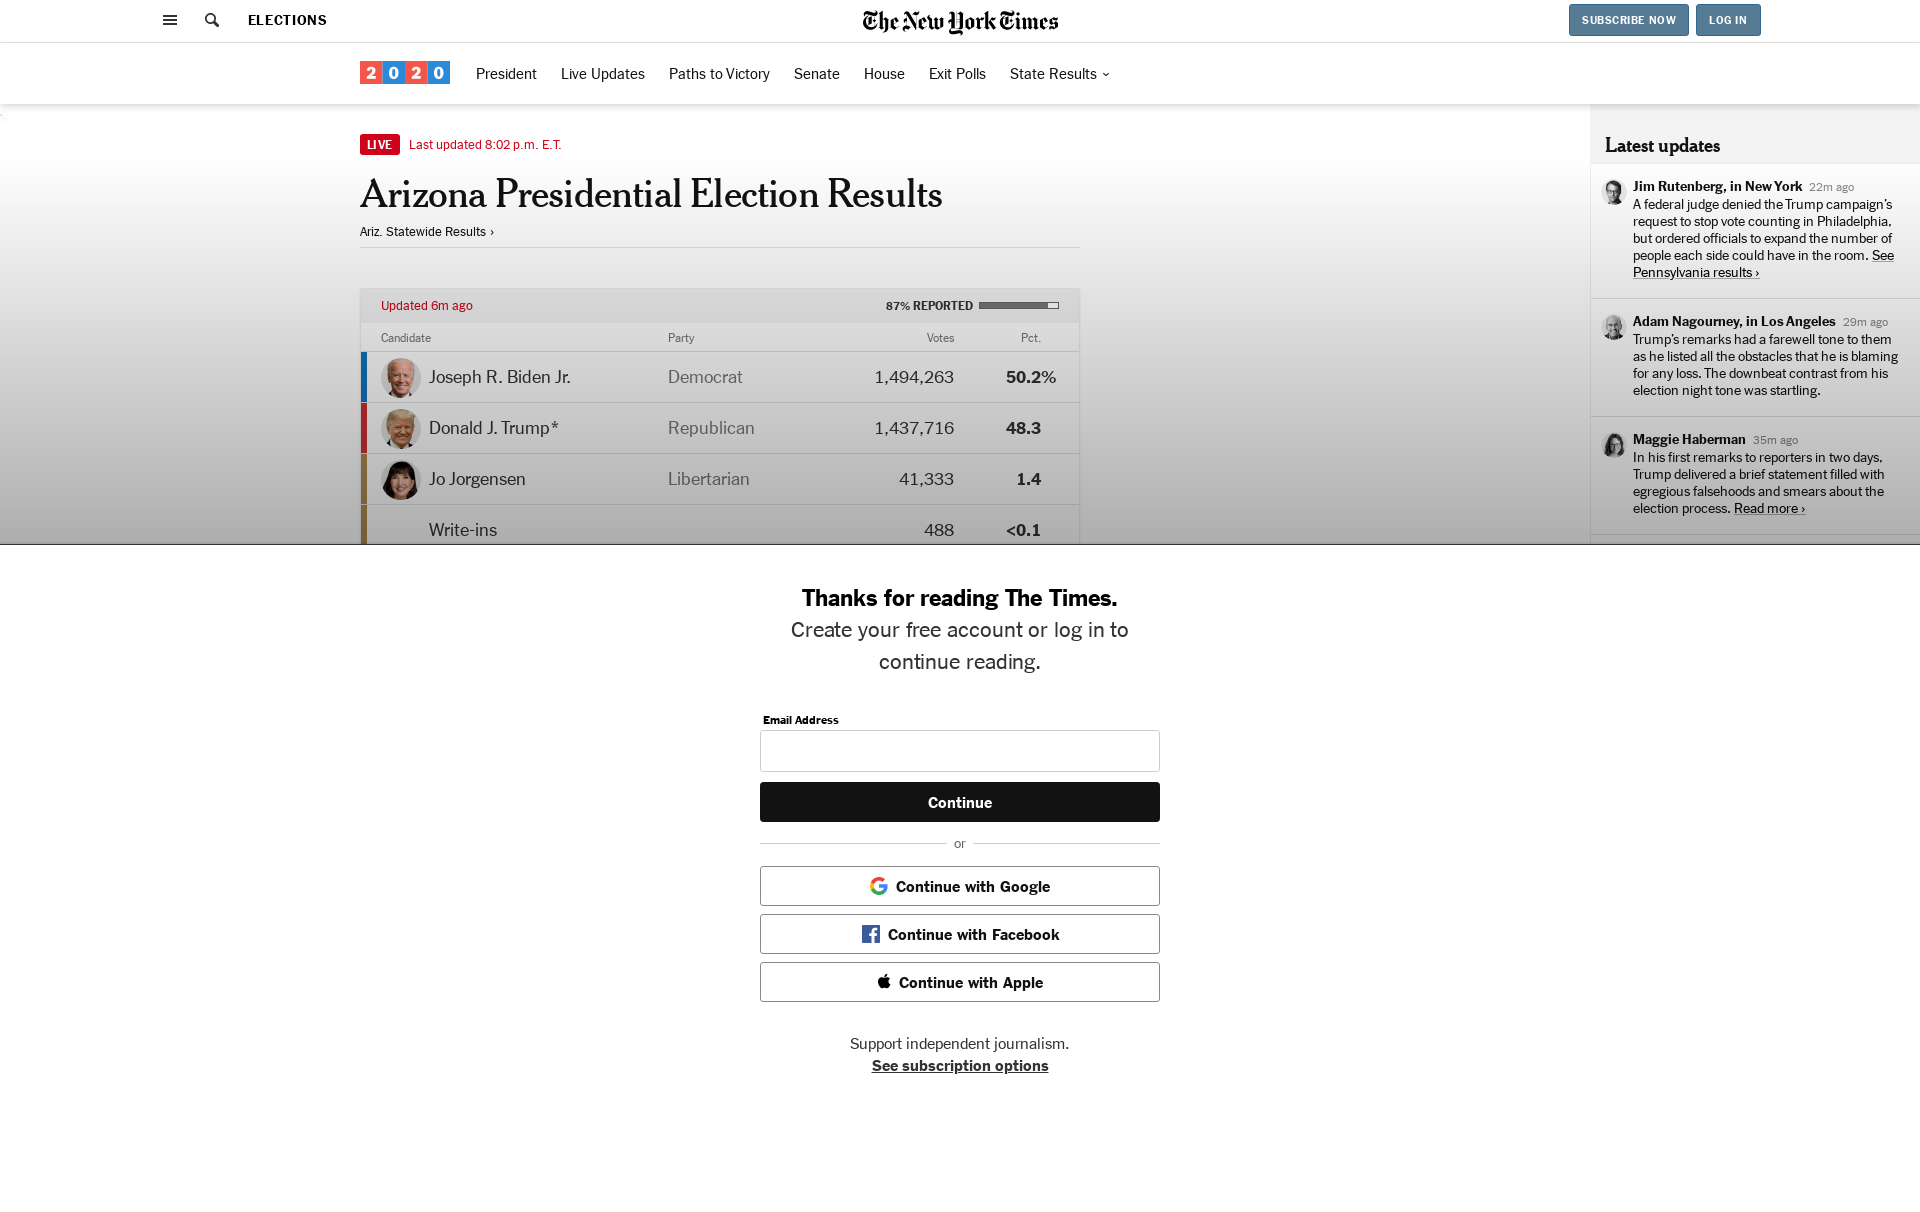 ELECTIONS
The New York Times
SUBSCRIBE NOW
LOG IN
2020
President
Live Updates
Paths to Victory
Senate
House
Exit Polls
State Results
LIVE
Last updated 8:02 p.m. E.T.
Arizona Presidential Election Results
Ariz. Statewide Results ›
Updated 6m ago
87% REPORTED
Candidate Party Votes Pct.
Joseph R. Biden Jr. Democrat 1,494,263 50.2%
Donald J. Trump* Republican 1,437,716 48.3
Jo Jorgensen Libertarian 41,333 1.4
Write-ins 488 <0.1
Latest updates
Jim Rutenberg, in New York 22m ago
A federal judge denied the Trump campaign’s
request to stop vote counting in Philadelphia,
but ordered officials to expand the number of
people each side could have in the room. See
Pennsylvania results ›
Adam Nagourney, in Los Angeles 29m ago
Trump’s remarks had a farewell tone to them
as he listed all the obstacles that he is blaming
for any loss. The downbeat contrast from his
election night tone was startling.
Maggie Haberman 35m ago
In his first remarks to reporters in two days,
Trump delivered a brief statement filled with
egregious falsehoods and smears about the
election process. Read more ›
Thanks for reading The Times.
Create your free account or log in to
continue reading.
Email Address
Continue
or
Continue with Google
Continue with Facebook
Continue with Apple
Support independent journalism.
See subscription options